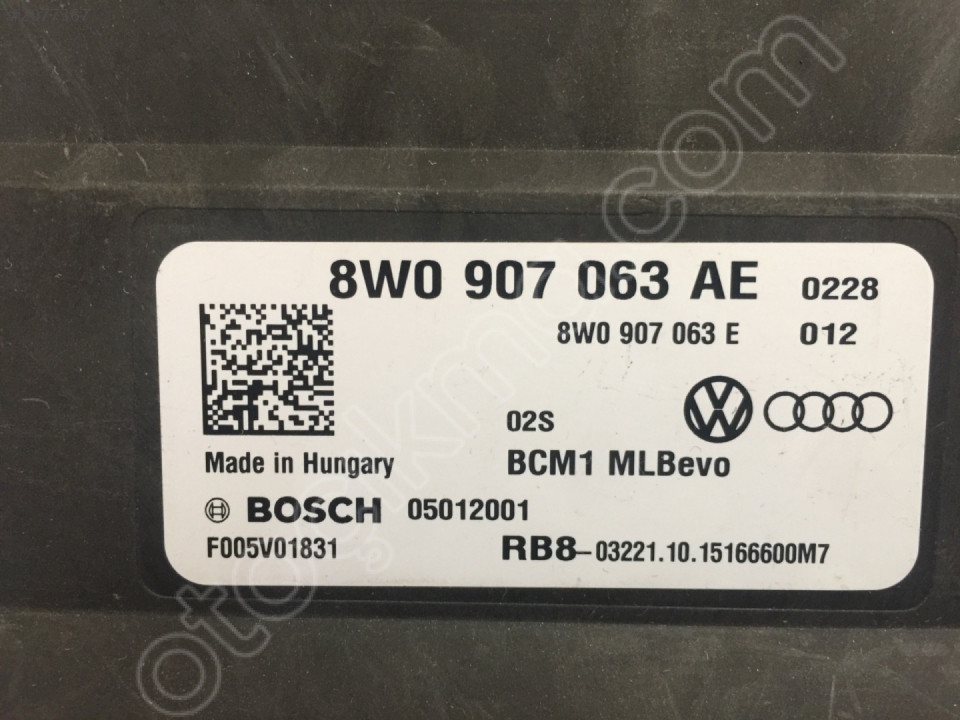 8W0 907 063 AE 0228
8W0 907 063 E 012
02S
Made in Hungary BCM1 MLBevo
BOSCH 05012001
F005V01831 RB8-03221.10.15166600M7
otoçıkma.com